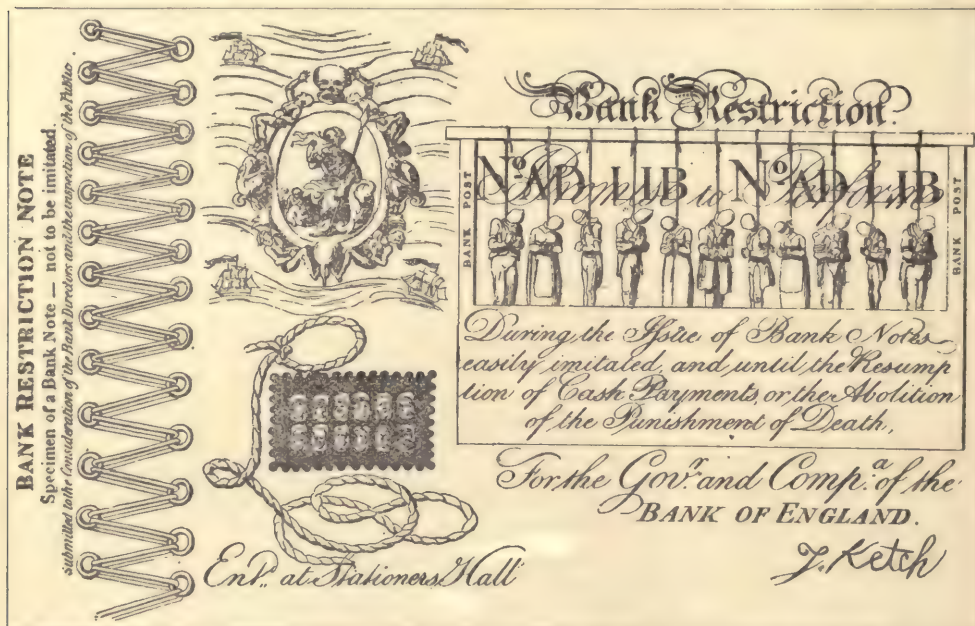 BANK RESTRICTION NOTE
Specimen of a Bank Note — not to be imitated.
Submitted to the Consideration of the Bank Directors and the inspection of the Public
Bank Restriction.
BANK POST
No. AD LIB No. AD LIB
I Promise to Perform
BANK POST
During the Issue of Bank Notes
easily imitated, and until the Resump
tion of Cash Payments, or the Abolition
of the Punishment of Death,
For the Govr. and Compa. of the
BANK OF ENGLAND.
J. Ketch
Entd. at Stationers Hall